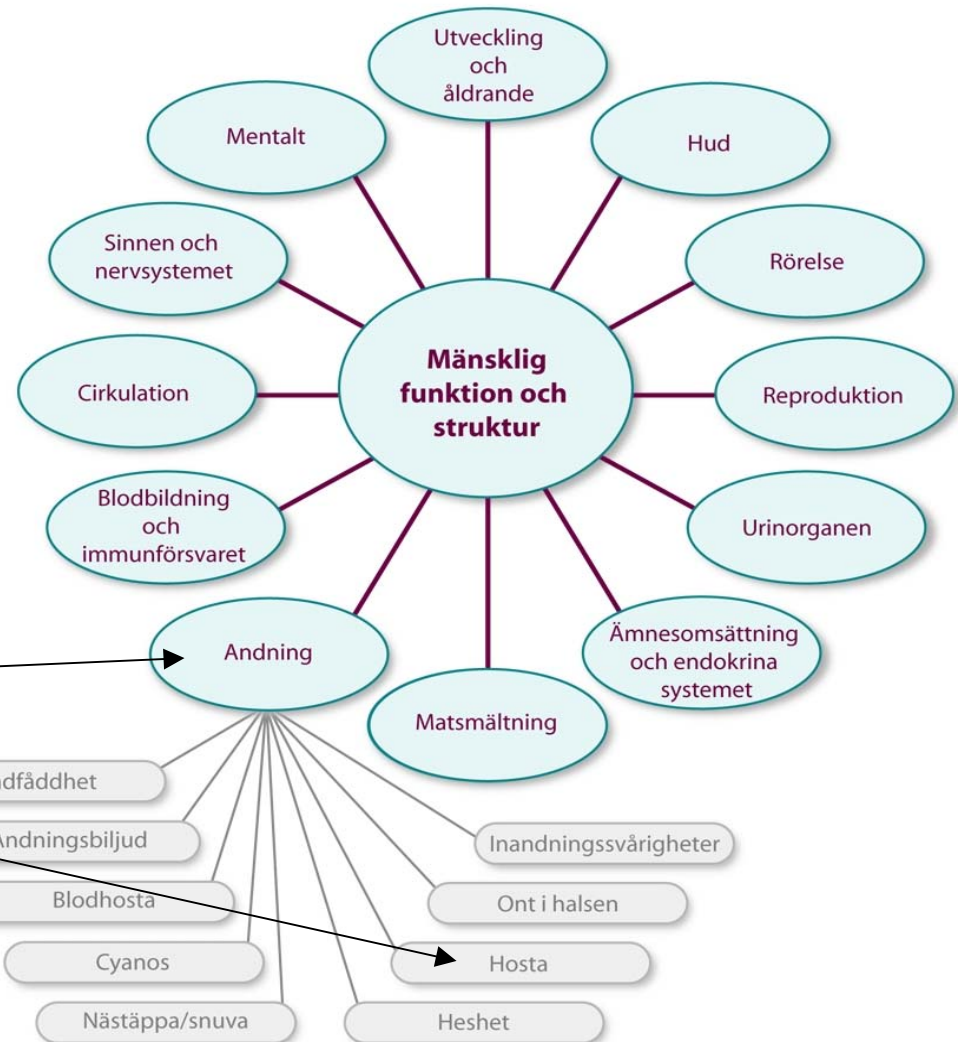 Utveckling
och
åldrande
Mentalt
Hud
Sinnen och
nervsystemet
Rörelse
Mänsklig
funktion och
struktur
Cirkulation
Reproduktion
Blodbildning
och
immunförsvaret
Urinorganen
Andning
Ämnesomsättning
och endokrina
systemet
Matsmältning
dfåddhet
Andningsbiljud
Inandningssvårigheter
Blodhosta
Ont i halsen
Cyanos
Hosta
Nästäppa/snuva
Heshet